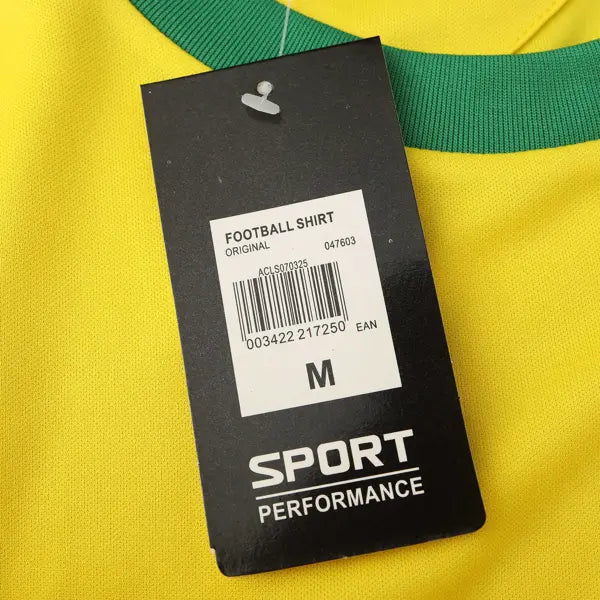 FOOTBALL SHIRT
ORIGINAL 047603
ACLS070325
003422 217250 EAN
M
SPORT
PERFORMANCE